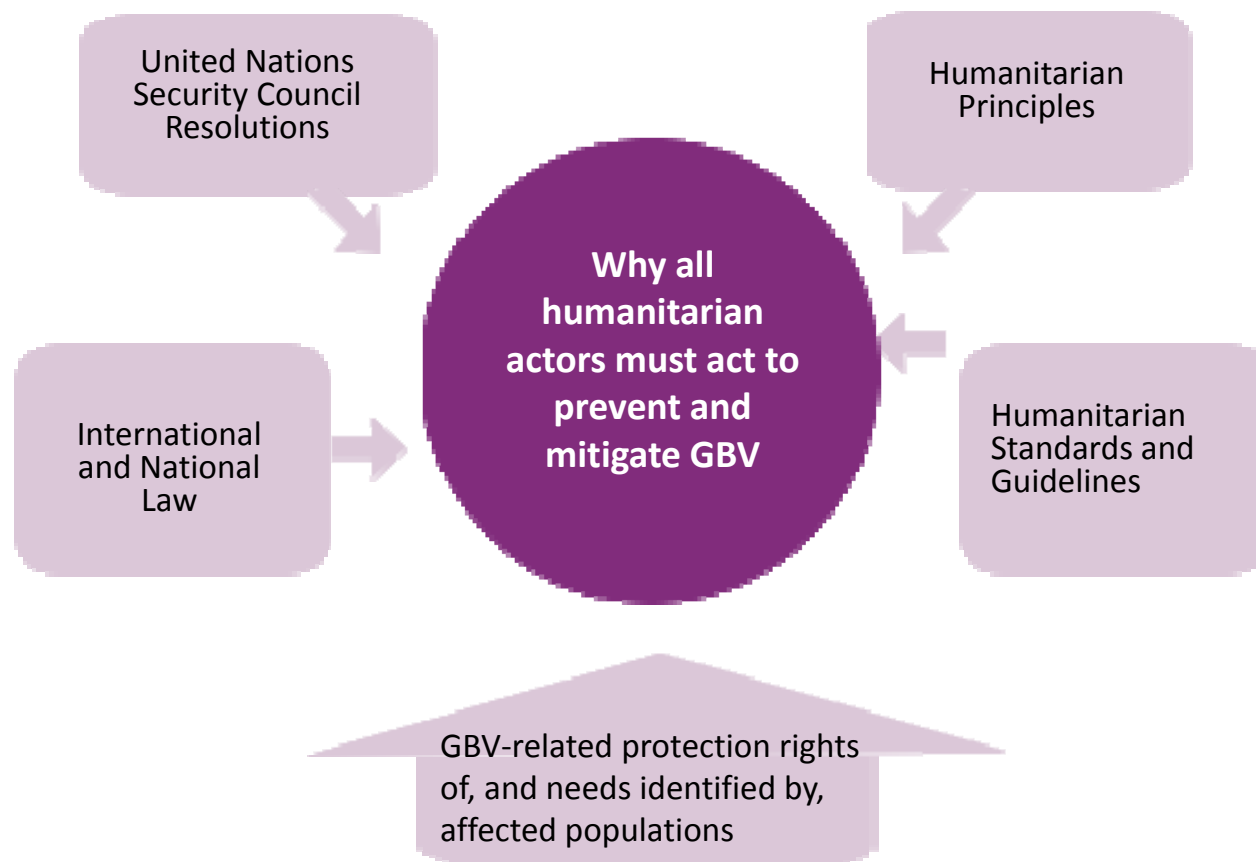 United Nations
Security Council
Resolutions
Humanitarian
Principles
Why all
humanitarian
actors must act to
prevent and
mitigate GBV
International
and National
Law
Humanitarian
Standards and
Guidelines
GBV-related protection rights
of, and needs identified by,
affected populations